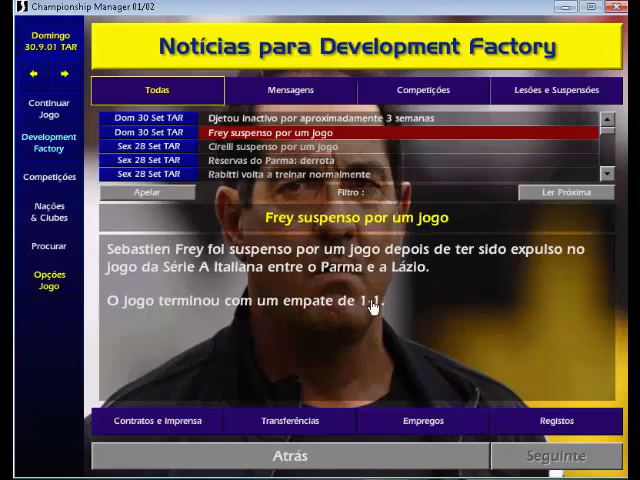 Championship Manager 01/02
Domingo
30.9.01 TAR
Notícias para Development Factory
Todas
Mensagens
Competições
Lesões e Suspensões
Continuar
Jogo
Development
Factory
Competições
Nações
& Clubes
Procurar
Opções
Jogo
Dom 30 Set TAR Djetou inactivo por aproximadamente 3 semanas
Dom 30 Set TAR Frey suspenso por um jogo
Sex 28 Set TAR Cirelli suspenso por um jogo
Sex 28 Set TAR Reservas do Parma: derrota
Sex 28 Set TAR Rabitti volta a treinar normalmente
Apelar
Filtro :
Ler Próxima
Frey suspenso por um jogo
Sebastien Frey foi suspenso por um jogo depois de ter sido expulso no
jogo da Série A Italiana entre o Parma e a Lázio.
O jogo terminou com um empate de 1-1.
Contratos e Imprensa
Transferências
Empregos
Registos
Atrás
Seguinte